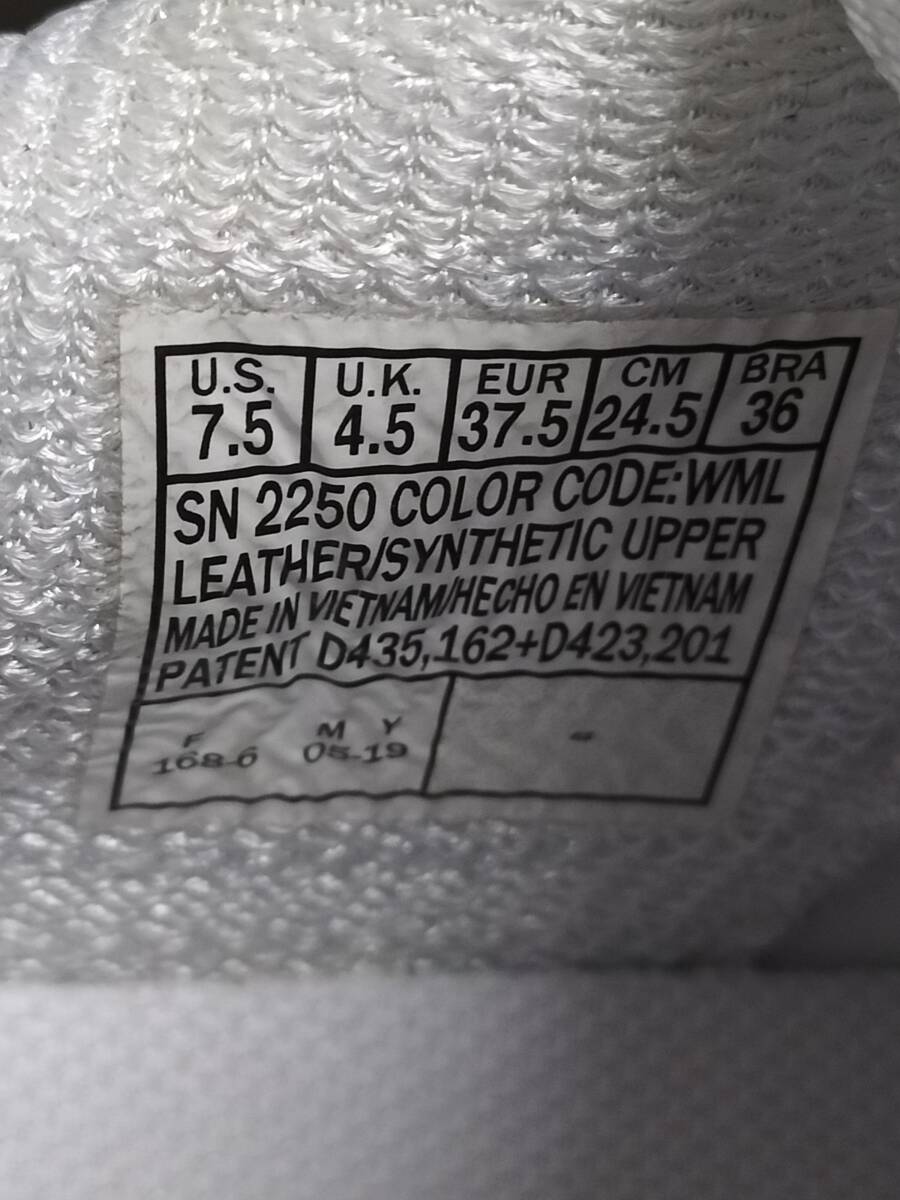 U.S. U.K. EUR CM BRA
7.5 4.5 37.5 24.5 36
SN 2250 COLOR CODE:WML
LEATHER/SYNTHETIC UPPER
MADE IN VIETNAM/HECHO EN VIETNAM
PATENT D435,162+D423,201
F M Y
168-6 05-19